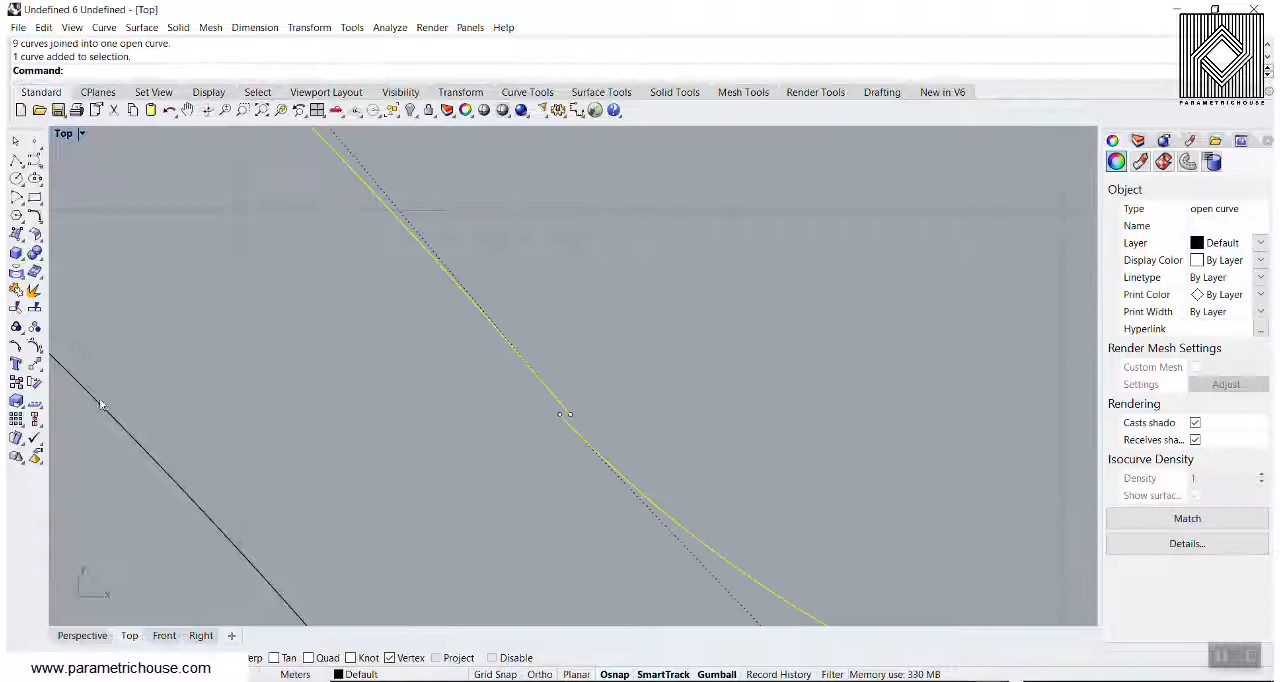 Undefined 6 Undefined - [Top]
File Edit View Curve Surface Solid Mesh Dimension Transform Tools Analyze Render Panels Help
9 curves joined into one open curve.
1 curve added to selection.
Command:
PARAMETRICHOUSE
Standard CPlanes Set View Display Select Viewport Layout Visibility Transform Curve Tools Surface Tools Solid Tools Mesh Tools Render Tools Drafting New in V6
Top
Object
Type open curve
Name
Layer Default
Display Color By Layer
Linetype By Layer
Print Color By Layer
Print Width By Layer
Hyperlink ...
Render Mesh Settings
Custom Mesh
Settings Adjust...
Rendering
Casts shado
Receives sha...
Isocurve Density
Density 1
Show surfac...
Match
Details...
y
x
Perspective Top Front Right
erp Tan Quad Knot Vertex Project Disable
www.parametrichouse.com
Meters Default Grid Snap Ortho Planar Osnap SmartTrack Gumball Record History Filter Memory use: 330 MB